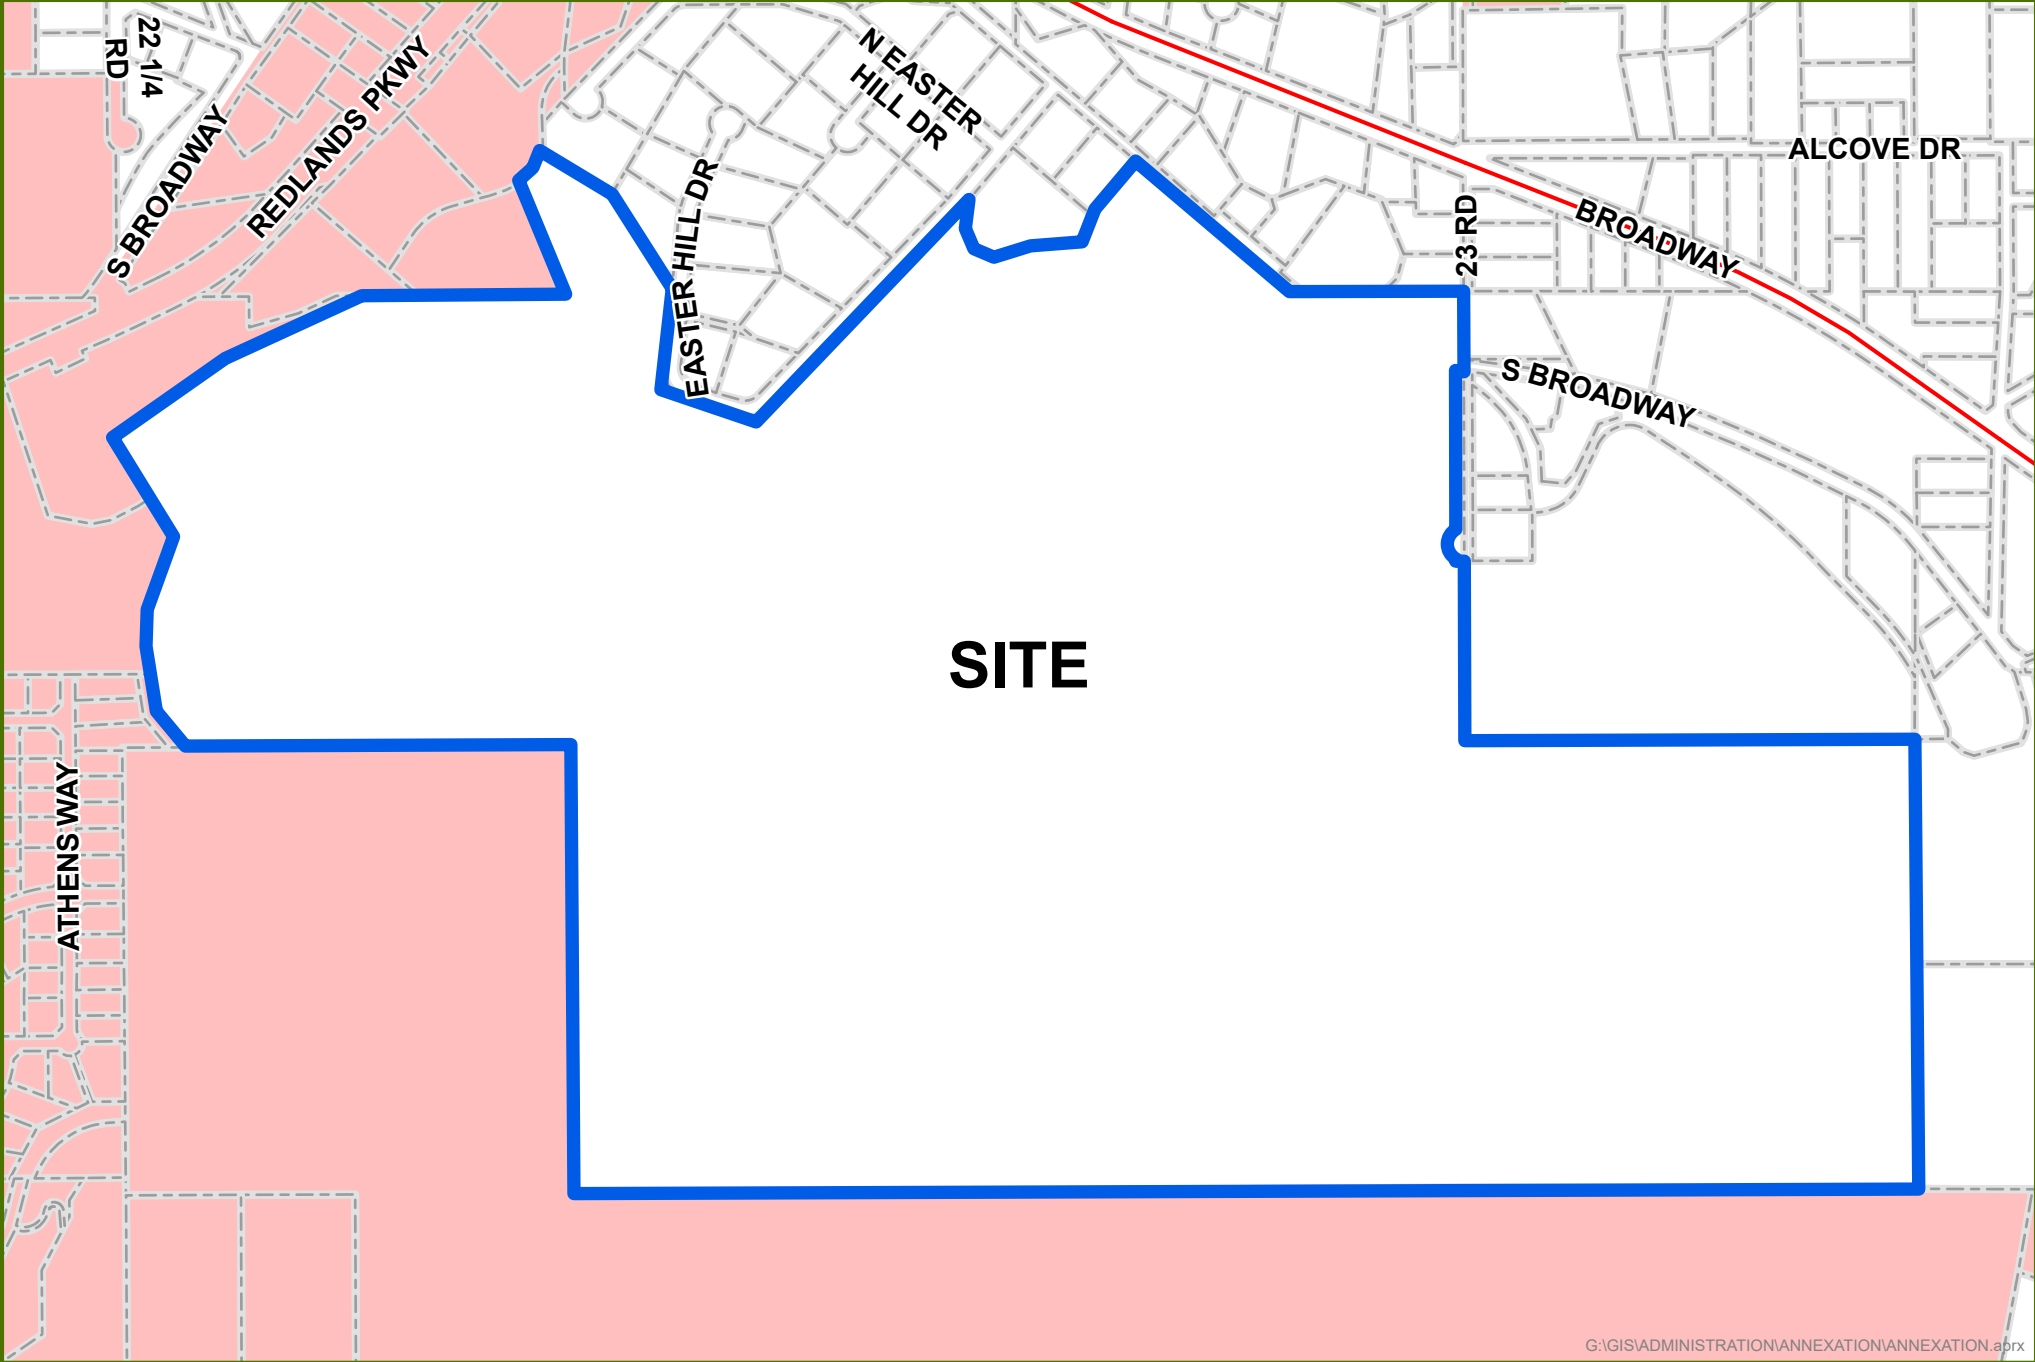 22 1/4
RD
S BROADWAY
REDLANDS PKWY
N EASTER
HILL DR
EASTER HILL DR
ALCOVE DR
23 RD
BROADWAY
S BROADWAY
SITE
ATHENS WAY
G:\GIS\ADMINISTRATION\ANNEXATION\ANNEXATION.aprx